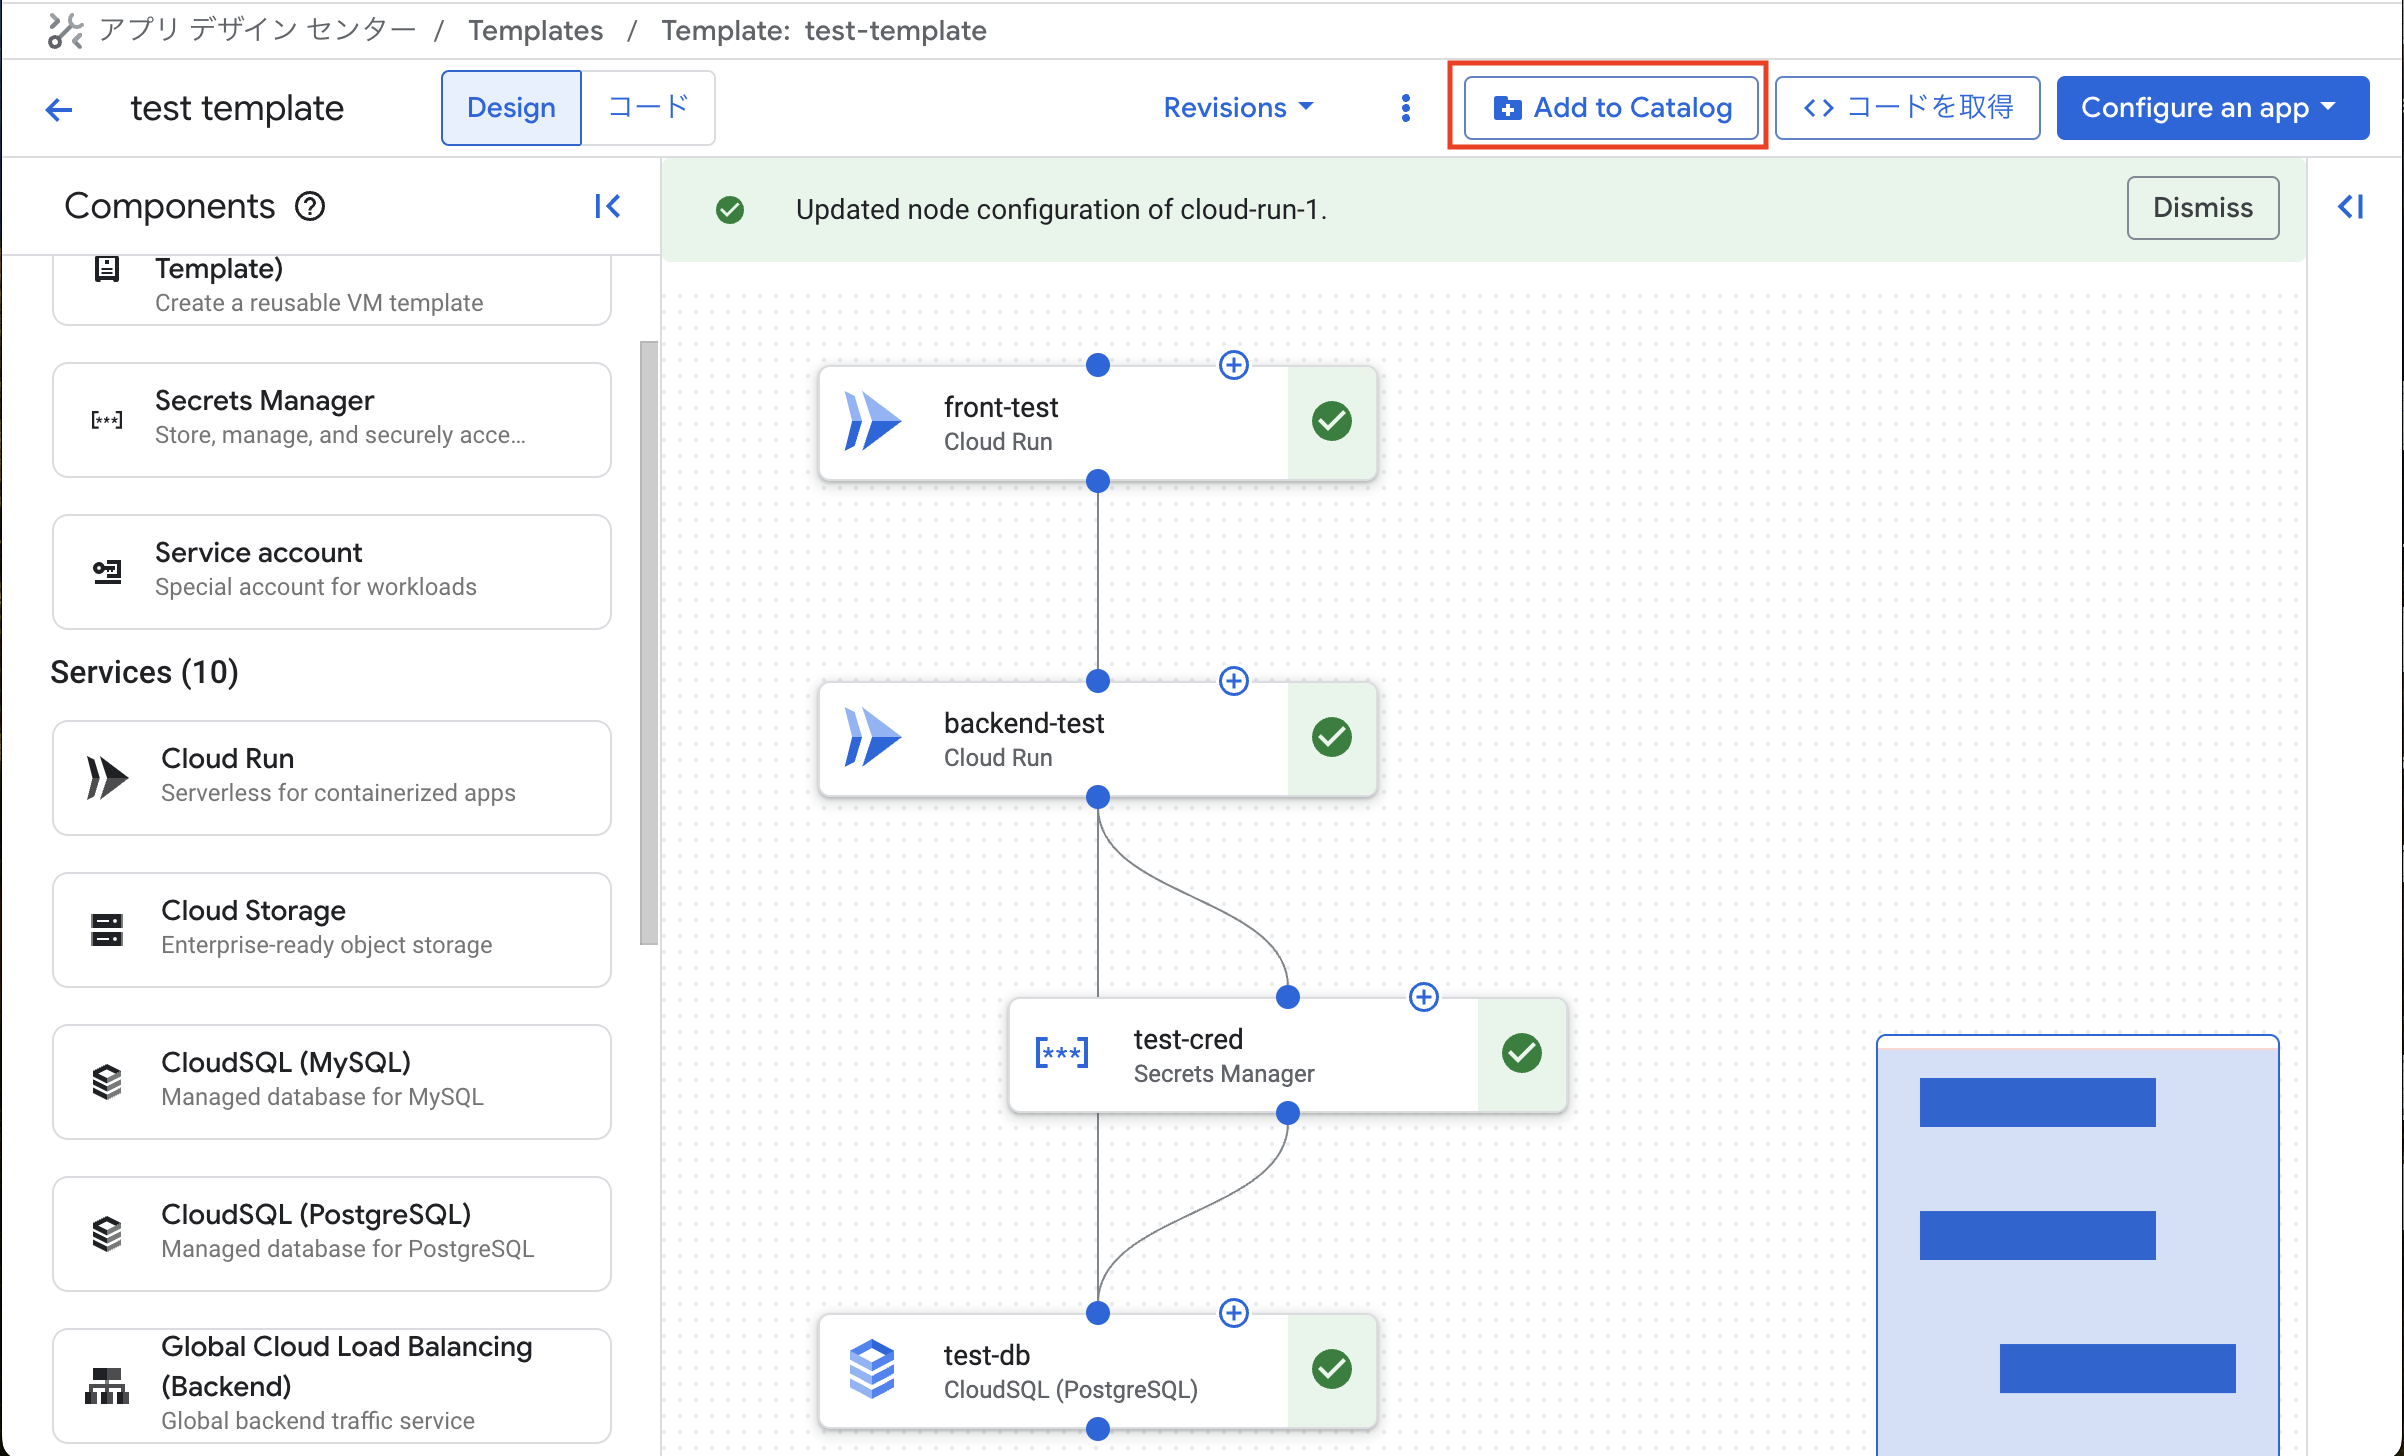 アプリ デザイン センター / Templates / Template: test-template
test template
Design
コード
Revisions
Add to Catalog
<> コードを取得
Configure an app
Components
Updated node configuration of cloud-run-1.
Dismiss
Template)
Create a reusable VM template
Secrets Manager
Store, manage, and securely acce...
Service account
Special account for workloads
Services (10)
Cloud Run
Serverless for containerized apps
Cloud Storage
Enterprise-ready object storage
CloudSQL (MySQL)
Managed database for MySQL
CloudSQL (PostgreSQL)
Managed database for PostgreSQL
Global Cloud Load Balancing
(Backend)
Global backend traffic service
front-test
Cloud Run
backend-test
Cloud Run
[***]
test-cred
Secrets Manager
test-db
CloudSQL (PostgreSQL)